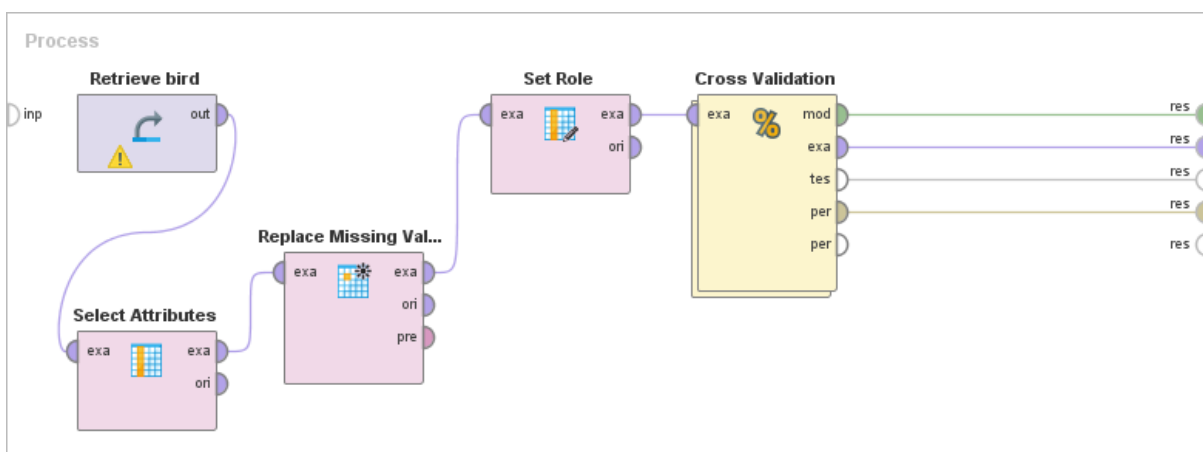 Process
inp
Retrieve bird
out
Select Attributes
exa
exa
ori
Replace Missing Val...
exa
exa
ori
pre
Set Role
exa
exa
ori
Cross Validation
exa
%
mod
exa
tes
per
per
res
res
res
res
res